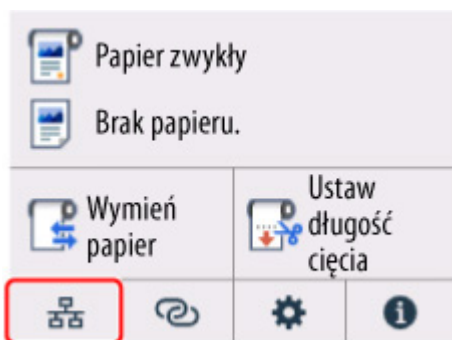 Papier zwykły
Brak papieru.
Wymień
papier
Ustaw
długość
cięcia